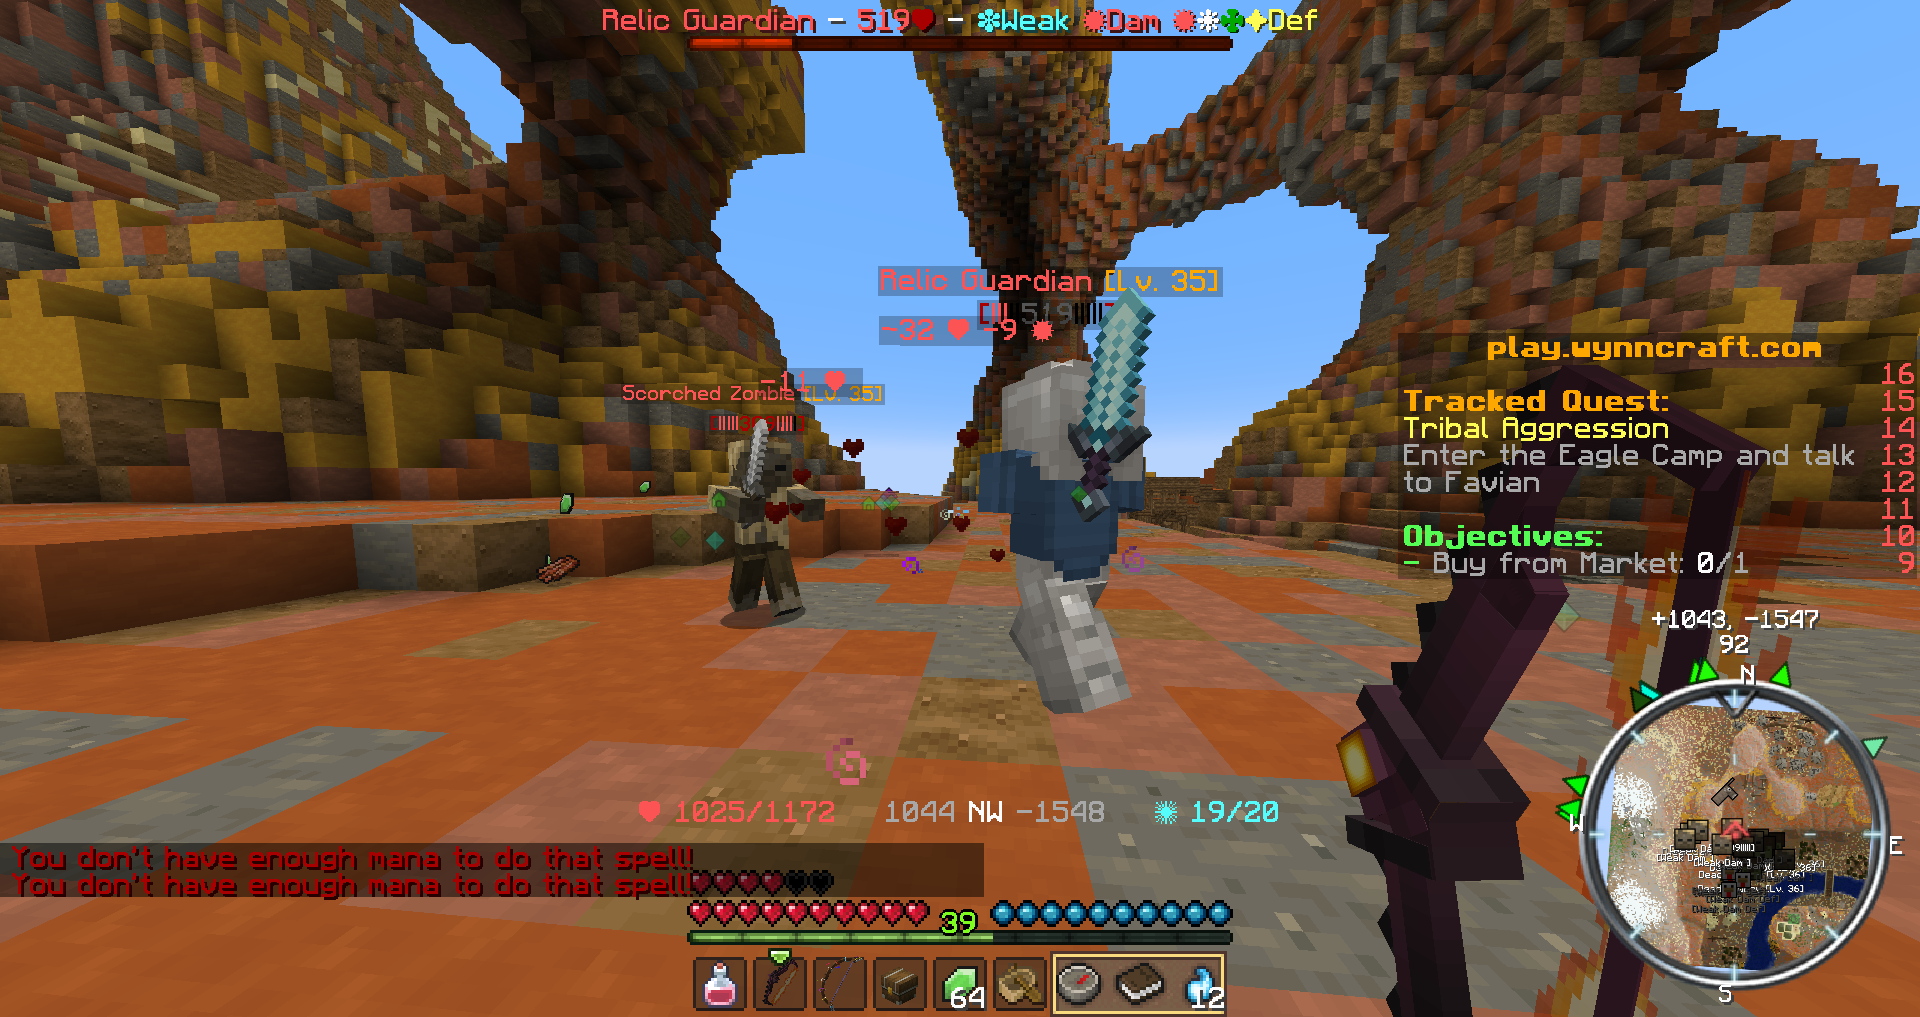 Relic Guardian – 519❤ – ❄Weak ✹Dam ✹❋✤✦Def
Relic Guardian [Lv. 35]
[||| 519||||
-32 ❤ -9 ✹
-11 ❤
Scorched Zombie [Lv. 35]
play.wynncraft.com
16
Tracked Quest: 15
Tribal Aggression 14
Enter the Eagle Camp and talk 13
to Favian 12
11
Objectives: 10
- Buy from Market: 0/1 9
+1043, -1547
92
N
W
E
S
❤ 1025/1172 1044 NW -1548 ✺ 19/20
You don't have enough mana to do that spell!
You don't have enough mana to do that spell!
39
64
12